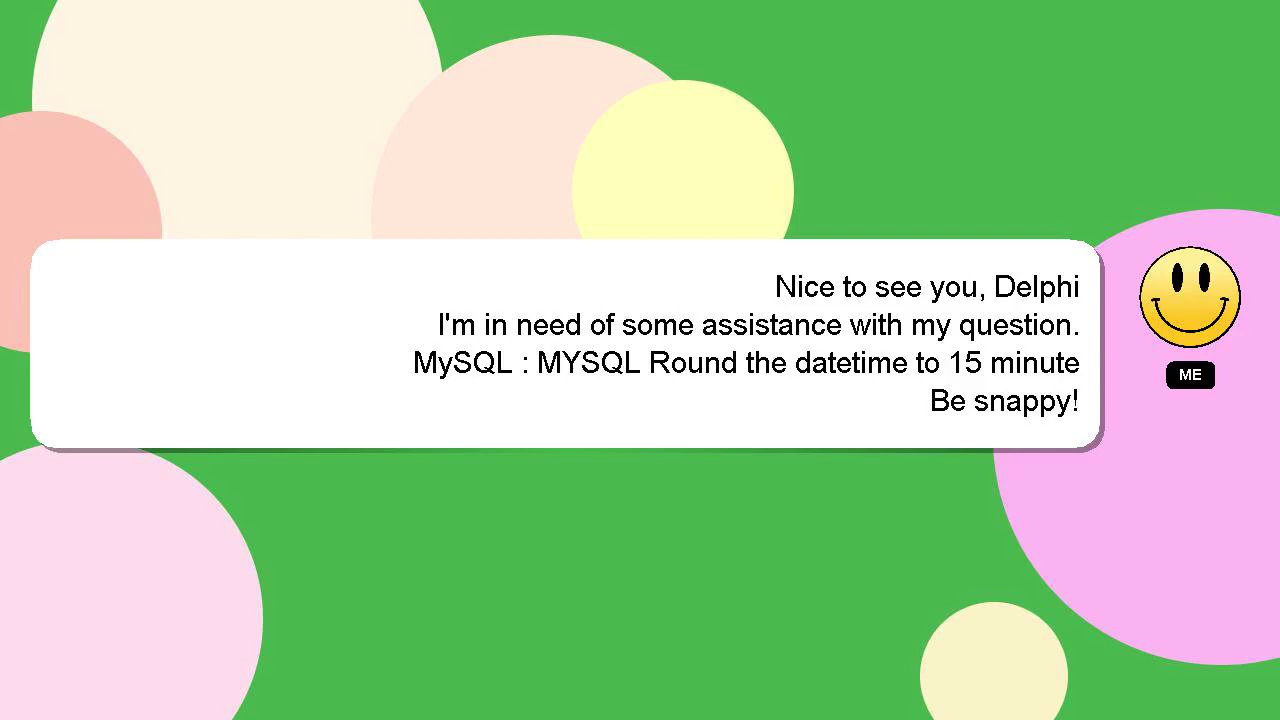 Nice to see you, Delphi
I'm in need of some assistance with my question.
MySQL : MYSQL Round the datetime to 15 minute
Be snappy!
ME